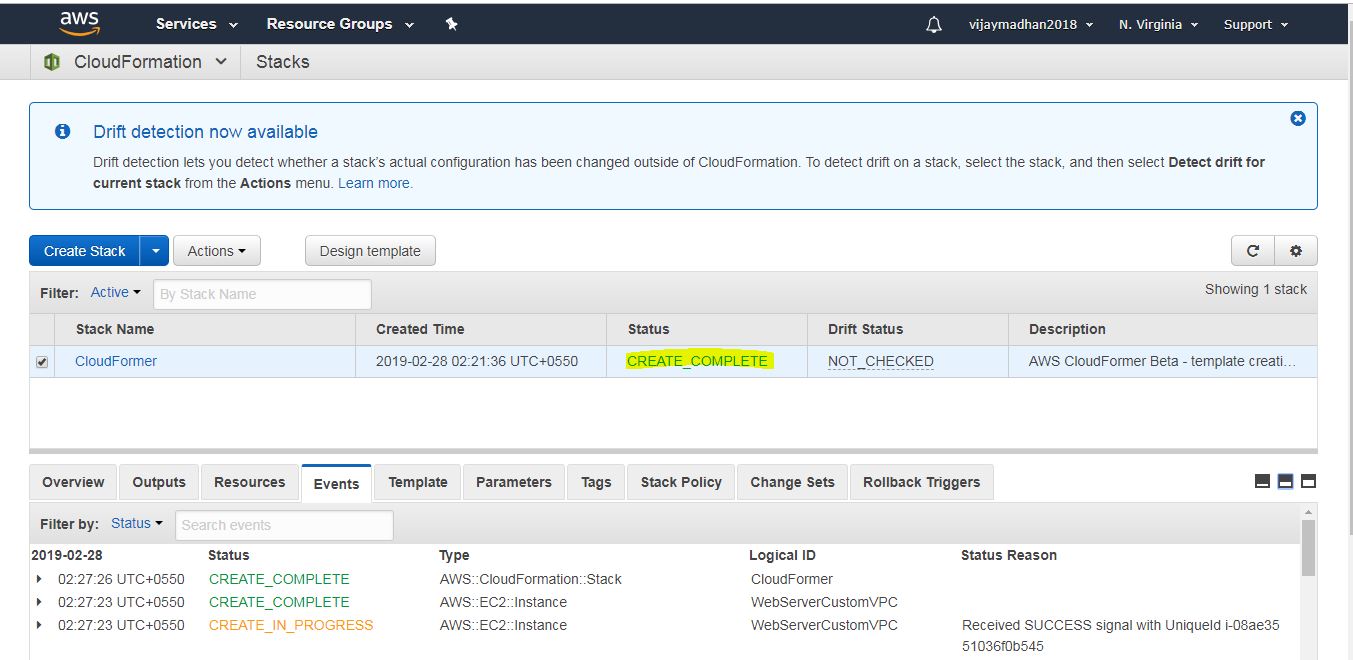 aws Services Resource Groups vijaymadhan2018 N. Virginia Support
CloudFormation Stacks
Drift detection now available
Drift detection lets you detect whether a stack's actual configuration has been changed outside of CloudFormation. To detect drift on a stack, select the stack, and then select Detect drift for
current stack from the Actions menu. Learn more.
Create Stack Actions Design template
Filter: Active By Stack Name Showing 1 stack
Stack Name Created Time Status Drift Status Description
CloudFormer 2019-02-28 02:21:36 UTC+0550 CREATE_COMPLETE NOT_CHECKED AWS CloudFormer Beta - template creati...
Overview Outputs Resources Events Template Parameters Tags Stack Policy Change Sets Rollback Triggers
Filter by: Status Search events
2019-02-28 Status Type Logical ID Status Reason
02:27:26 UTC+0550 CREATE_COMPLETE AWS::CloudFormation::Stack CloudFormer
02:27:23 UTC+0550 CREATE_COMPLETE AWS::EC2::Instance WebServerCustomVPC
02:27:23 UTC+0550 CREATE_IN_PROGRESS AWS::EC2::Instance WebServerCustomVPC Received SUCCESS signal with UniqueId i-08ae35
51036f0b545